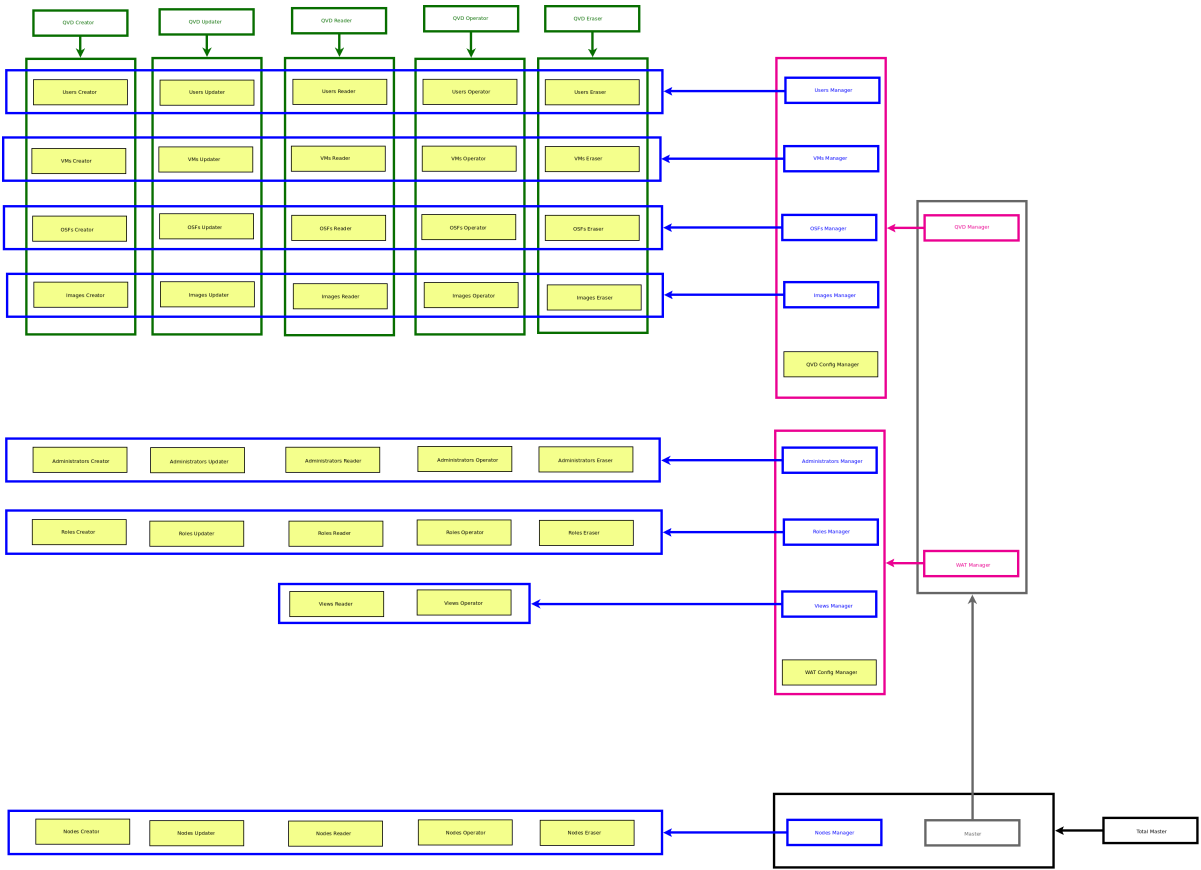 QVD Creator
QVD Updater
QVD Reader
QVD Operator
QVD Eraser
Users Creator
Users Updater
Users Reader
Users Operator
Users Eraser
Users Manager
VMs Creator
VMs Updater
VMs Reader
VMs Operator
VMs Eraser
VMs Manager
OSFs Creator
OSFs Updater
OSFs Reader
OSFs Operator
OSFs Eraser
OSFs Manager
QVD Manager
Images Creator
Images Updater
Images Reader
Images Operator
Images Eraser
Images Manager
QVD Config Manager
Administrators Creator
Administrators Updater
Administrators Reader
Administrators Operator
Administrators Eraser
Administrators Manager
Roles Creator
Roles Updater
Roles Reader
Roles Operator
Roles Eraser
Roles Manager
WAT Manager
Views Reader
Views Operator
Views Manager
WAT Config Manager
Nodes Creator
Nodes Updater
Nodes Reader
Nodes Operator
Nodes Eraser
Nodes Manager
Master
Total Master